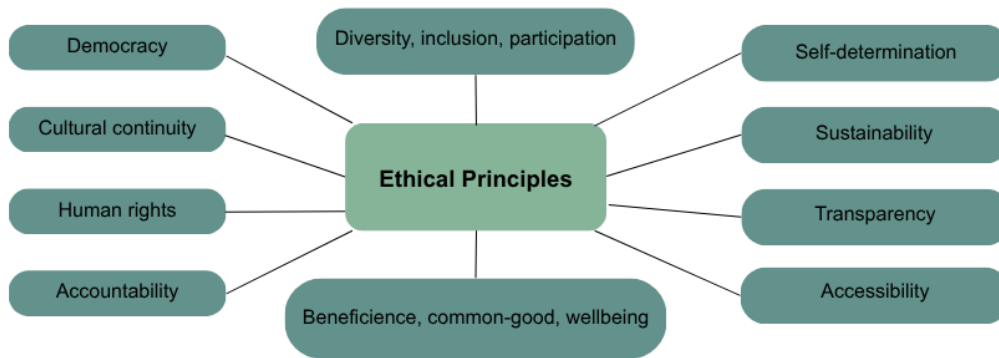 Diversity, inclusion, participation
Democracy
Self-determination
Cultural continuity
Sustainability
Ethical Principles
Human rights
Transparency
Accountability
Accessibility
Beneficience, common-good, wellbeing